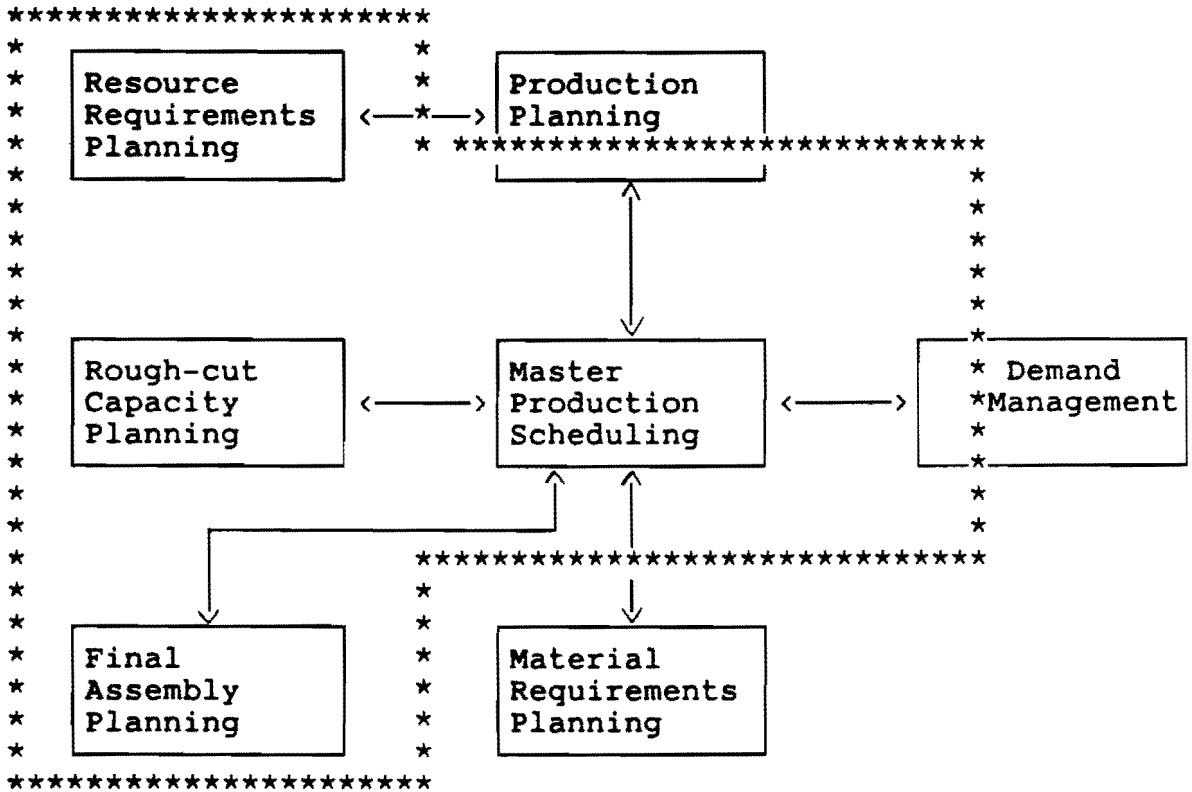 Resource
Requirements
Planning
Production
Planning
Rough-cut
Capacity
Planning
Master
Production
Scheduling
Demand
Management
Final
Assembly
Planning
Material
Requirements
Planning